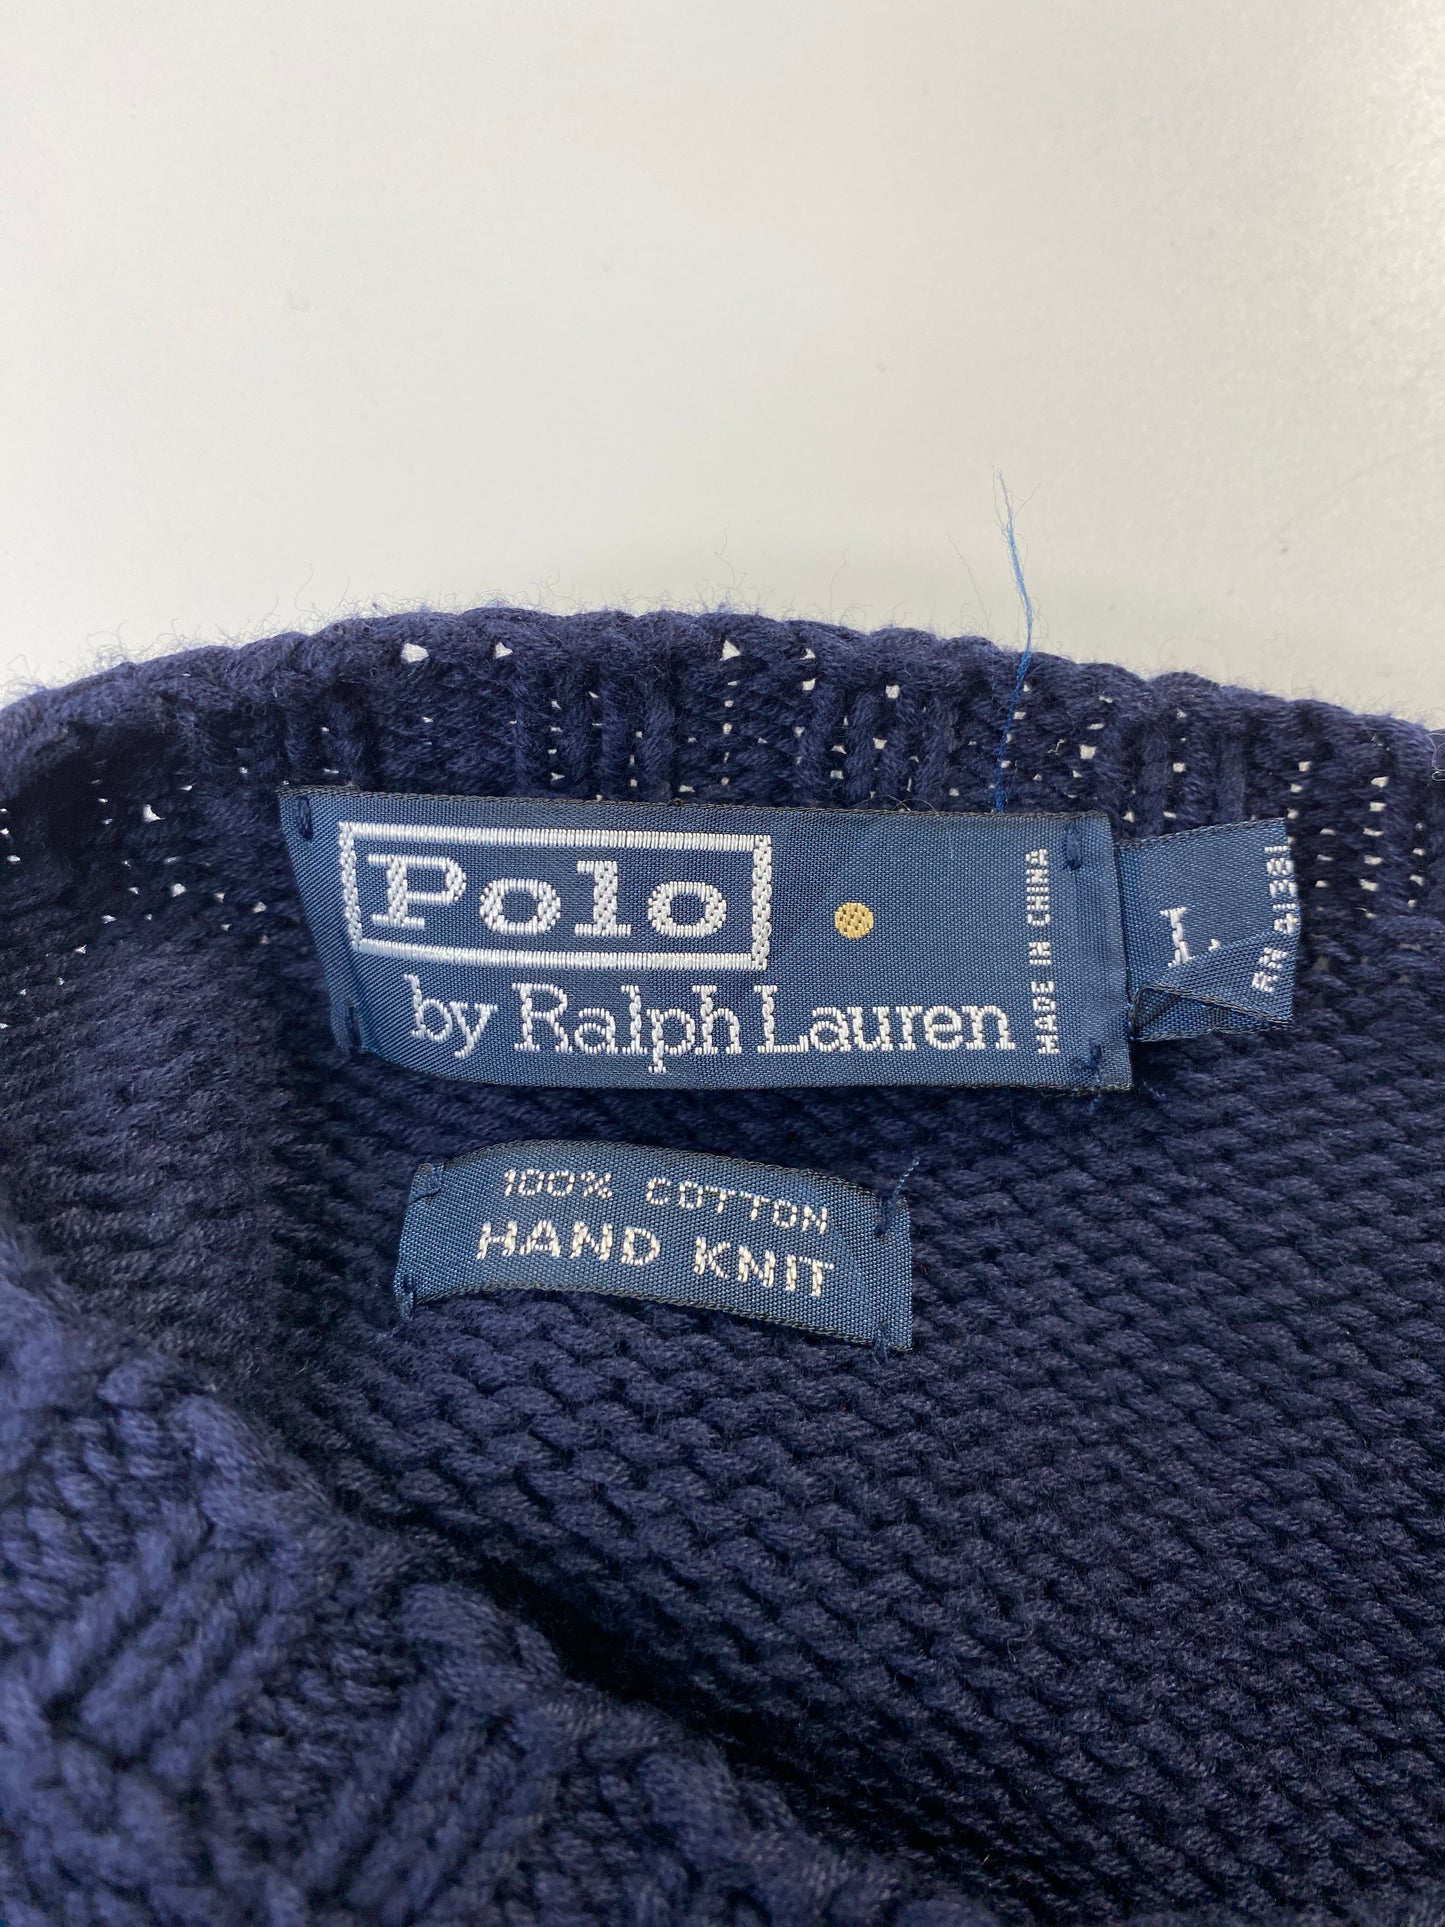 Polo
by Ralph Lauren
MADE IN CHINA
L
RN 41381
100% COTTON
HAND KNIT